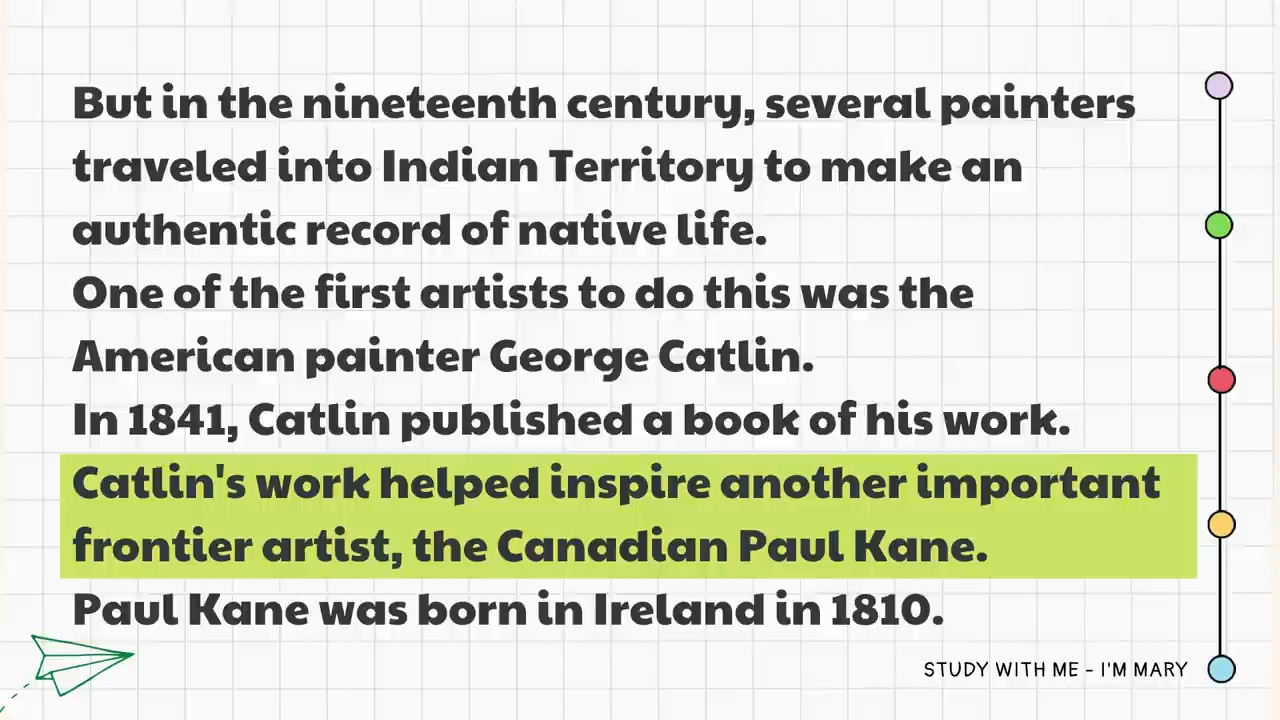 But in the nineteenth century, several painters
traveled into Indian Territory to make an
authentic record of native life.
One of the first artists to do this was the
American painter George Catlin.
In 1841, Catlin published a book of his work.
Catlin's work helped inspire another important
frontier artist, the Canadian Paul Kane.
Paul Kane was born in Ireland in 1810.
STUDY WITH ME - I'M MARY